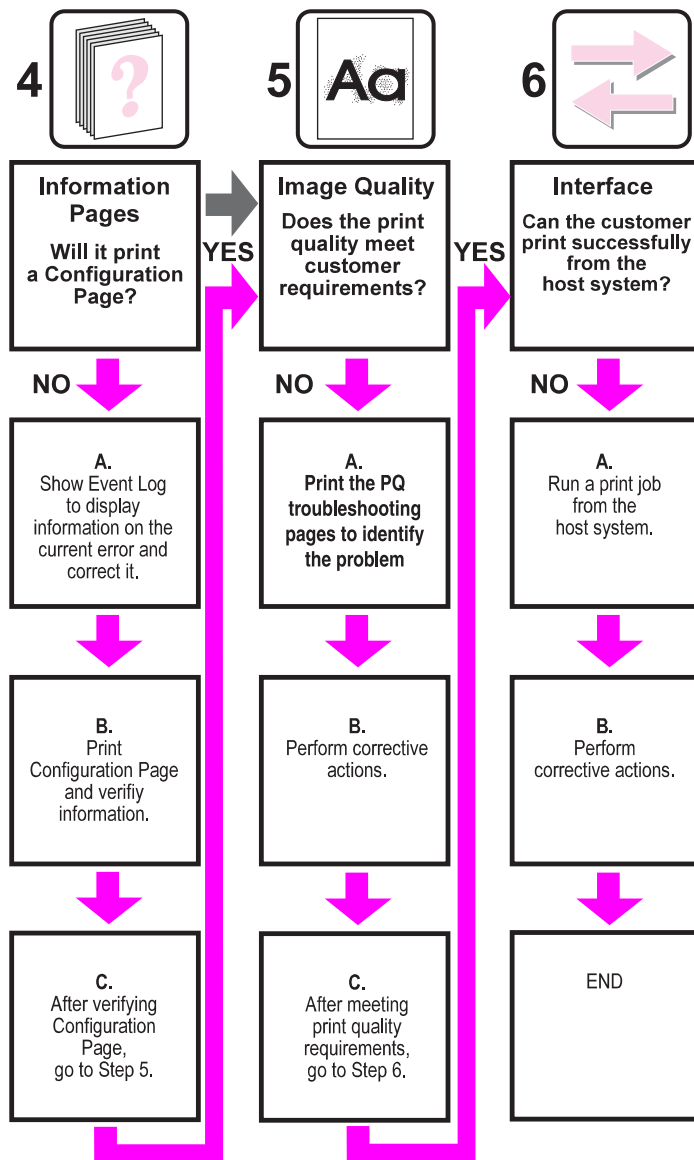 4
Information
Pages
Will it print
a Configuration
Page?
NO
A.
Show Event Log
to display
information on the
current error and
correct it.
B.
Print
Configuration Page
and verifiy
information.
C.
After verifying
Configuration
Page,
go to Step 5.
YES
5
Aa
Image Quality
Does the print
quality meet
customer
requirements?
NO
A.
Print the PQ
troubleshooting
pages to identify
the problem
B.
Perform corrective
actions.
C.
After meeting
print quality
requirements,
go to Step 6.
YES
6
Interface
Can the customer
print successfully
from the
host system?
NO
A.
Run a print job
from the
host system.
B.
Perform
corrective actions.
END